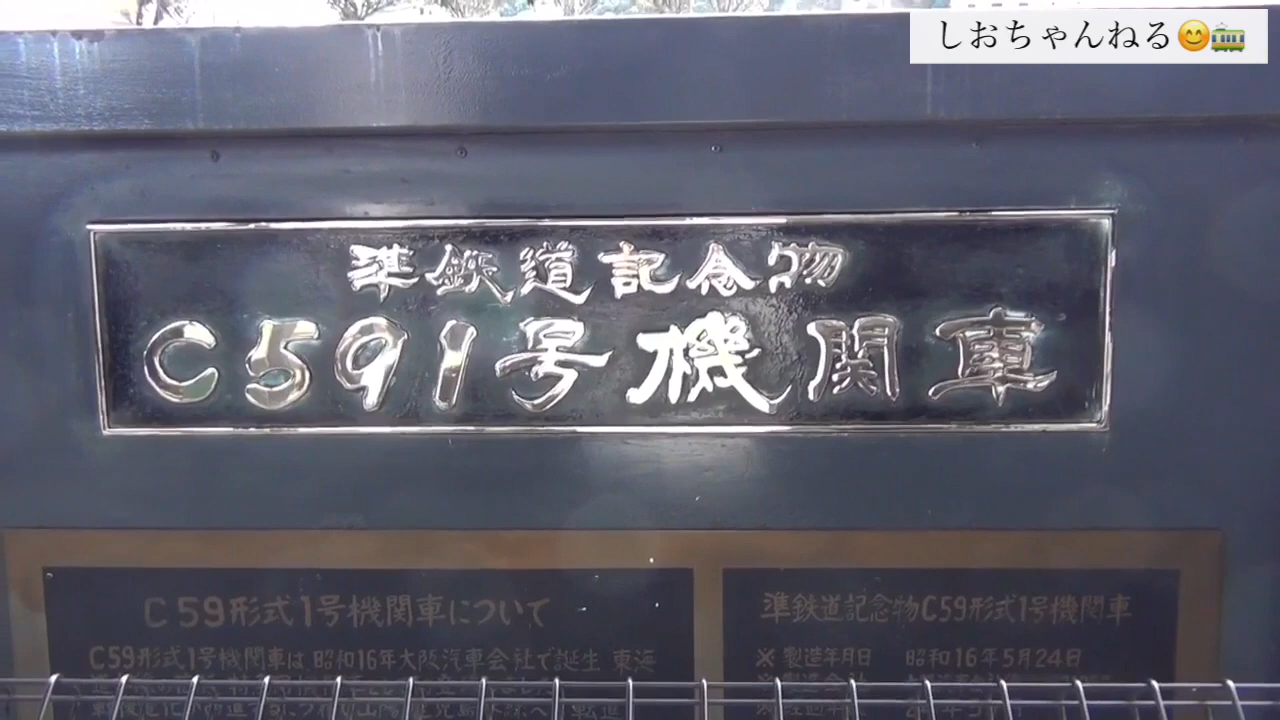 しおちゃんねる😊🚃
準鉄道記念物
C591号機関車
C59形式1号機関車について
C59形式1号機関車は 昭和16年大阪汽車会社で誕生 東海
準鉄道記念物C59形式1号機関車
※ 製造年月日 昭和16年5月24日